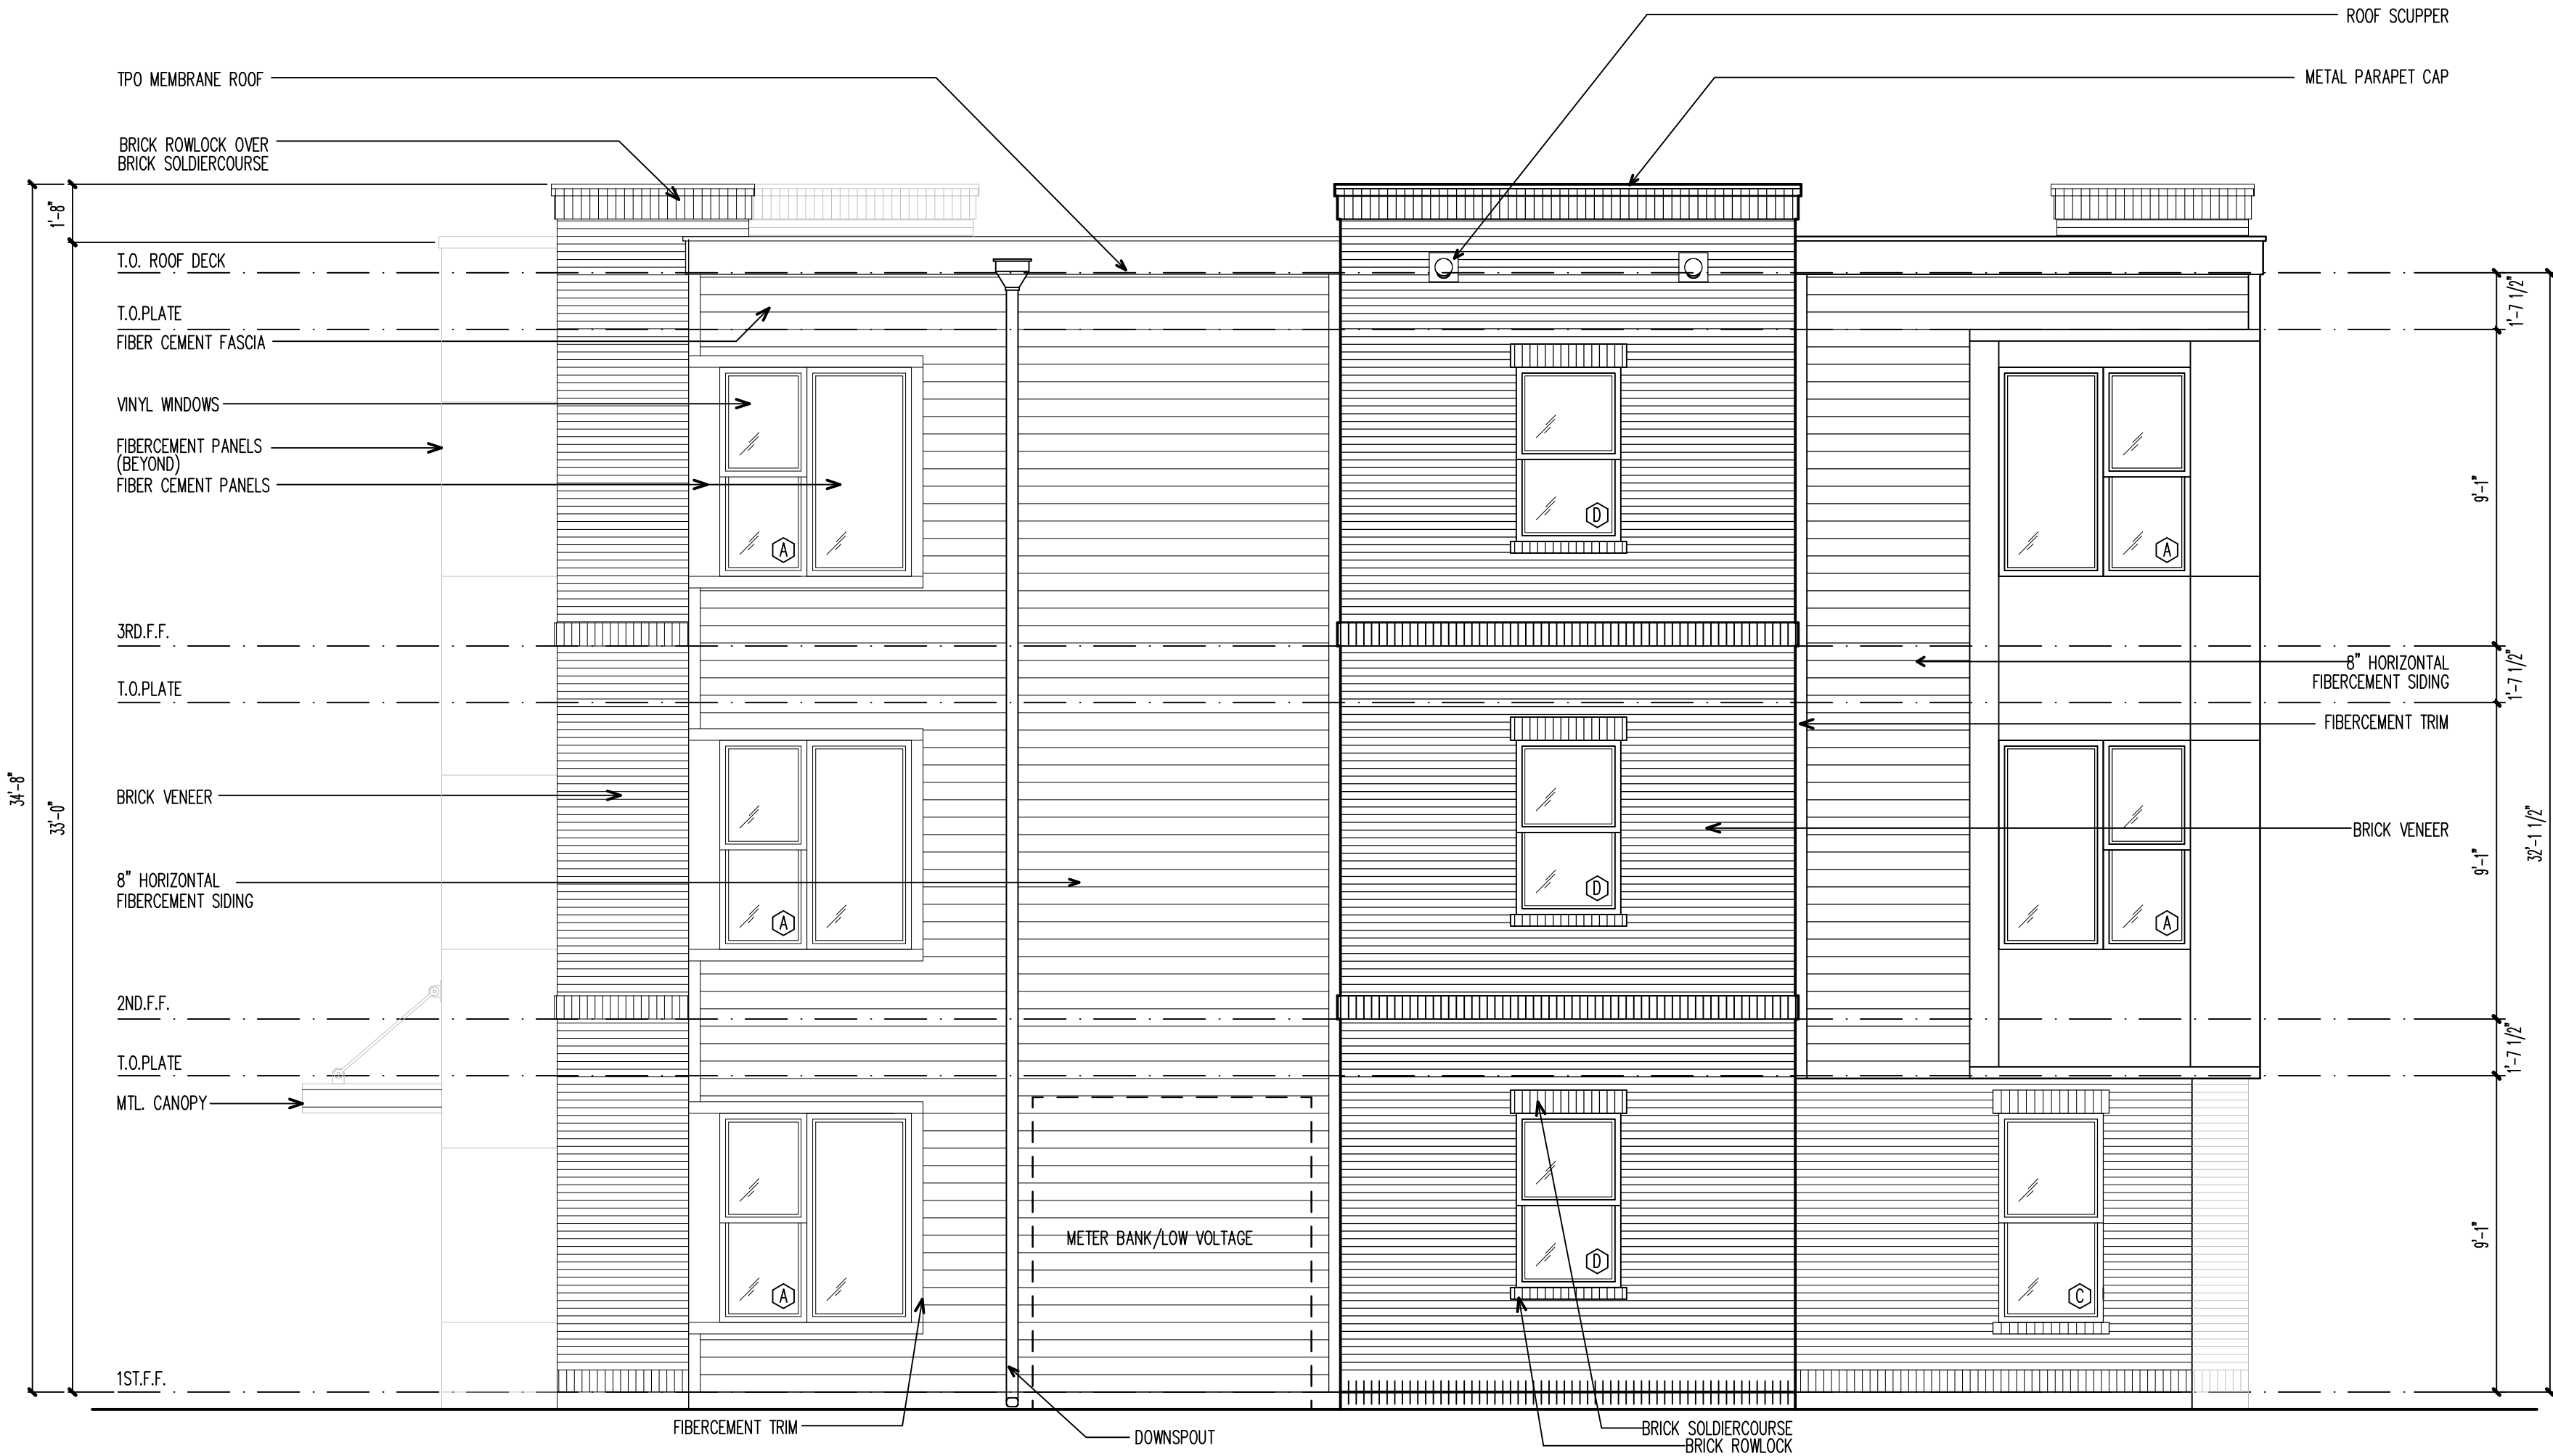 ROOF SCUPPER
TPO MEMBRANE ROOF
METAL PARAPET CAP
BRICK ROWLOCK OVER
BRICK SOLDIERCOURSE
1'-8"
T.O. ROOF DECK
1'-7 1/2"
T.O.PLATE
FIBER CEMENT FASCIA
VINYL WINDOWS
FIBERCEMENT PANELS
(BEYOND)
FIBER CEMENT PANELS
9'-1"
D
A
A
3RD.F.F.
8" HORIZONTAL
FIBERCEMENT SIDING
1'-7 1/2"
T.O.PLATE
FIBERCEMENT TRIM
34'-8"
33'-0"
BRICK VENEER
BRICK VENEER
32'-1 1/2"
9'-1"
8" HORIZONTAL
FIBERCEMENT SIDING
D
A
A
2ND.F.F.
1'-7 1/2"
T.O.PLATE
MTL. CANOPY
METER BANK/LOW VOLTAGE
9'-1"
D
A
C
1ST.F.F.
FIBERCEMENT TRIM
DOWNSPOUT
BRICK SOLDIERCOURSE
BRICK ROWLOCK